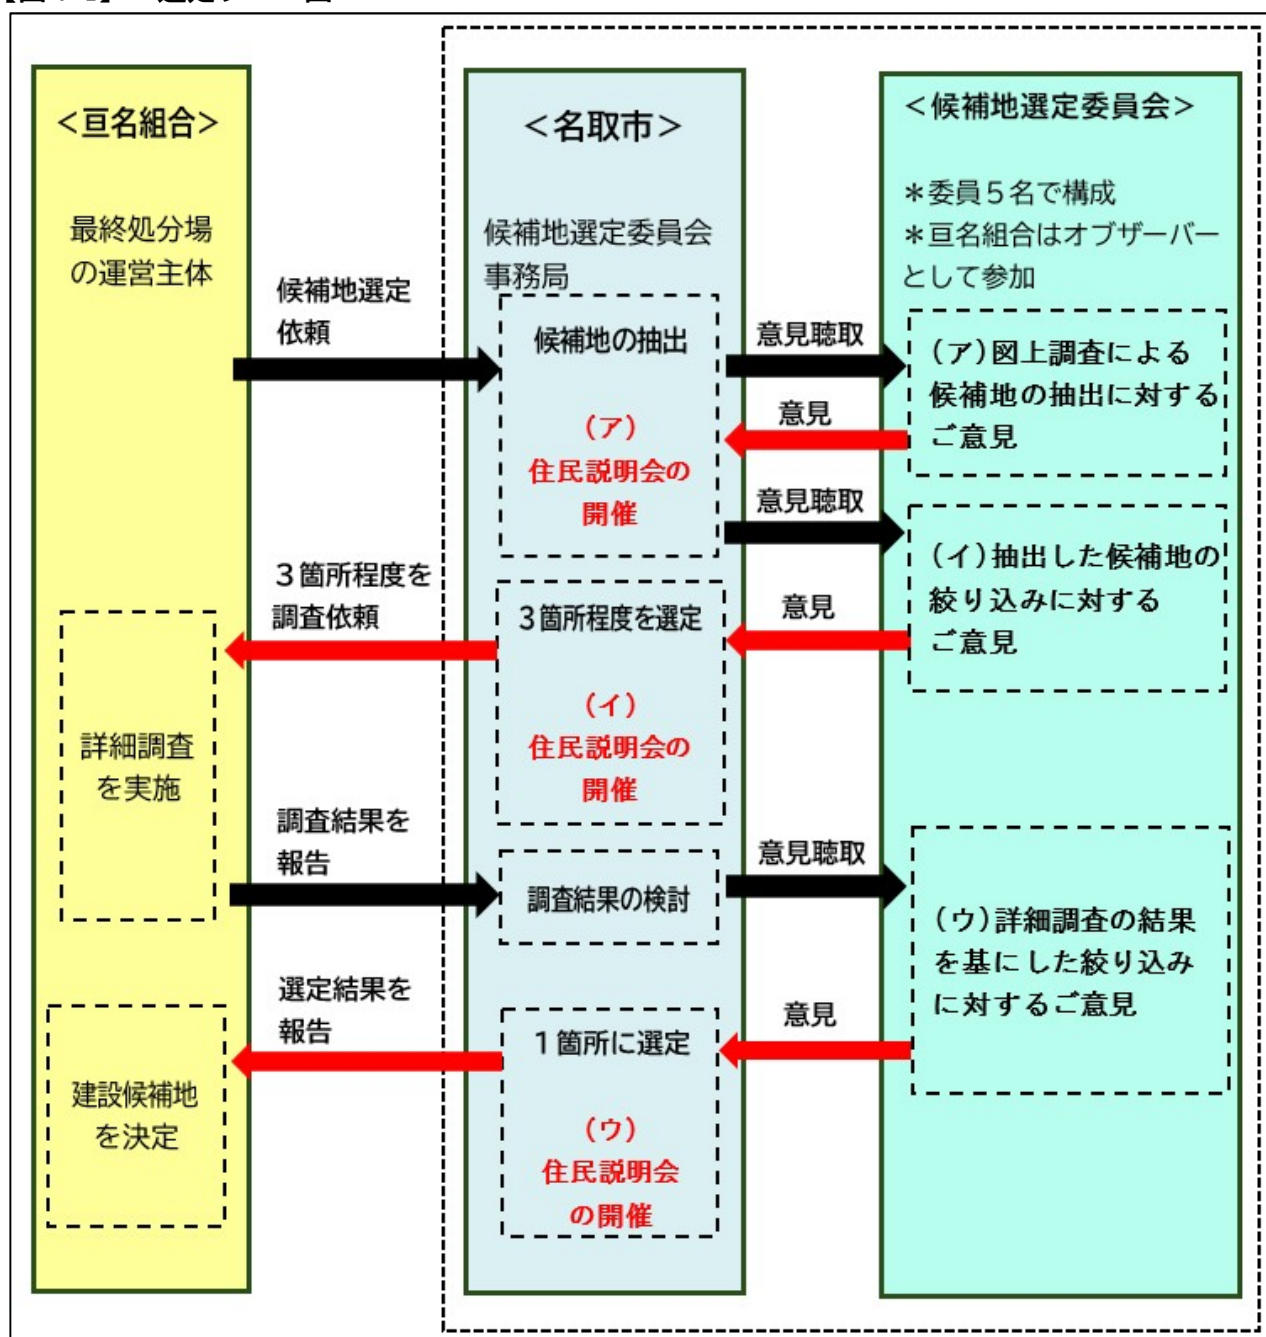 ＜亘名組合＞
最終処分場
の運営主体
候補地選定
依頼
３箇所程度を
調査依頼
詳細調査
を実施
調査結果を
報告
選定結果を
報告
建設候補地
を決定
＜名取市＞
候補地選定委員会
事務局
候補地の抽出
（ア）
住民説明会の
開催
３箇所程度を選定
（イ）
住民説明会の
開催
調査結果の検討
１箇所に選定
（ウ）
住民説明会
の開催
意見聴取
意見
意見聴取
意見
意見聴取
意見
＜候補地選定委員会＞
＊委員５名で構成
＊亘名組合はオブザーバー
として参加
（ア）図上調査による
候補地の抽出に対する
ご意見
（イ）抽出した候補地の
絞り込みに対する
ご意見
（ウ）詳細調査の結果
を基にした絞り込み
に対するご意見